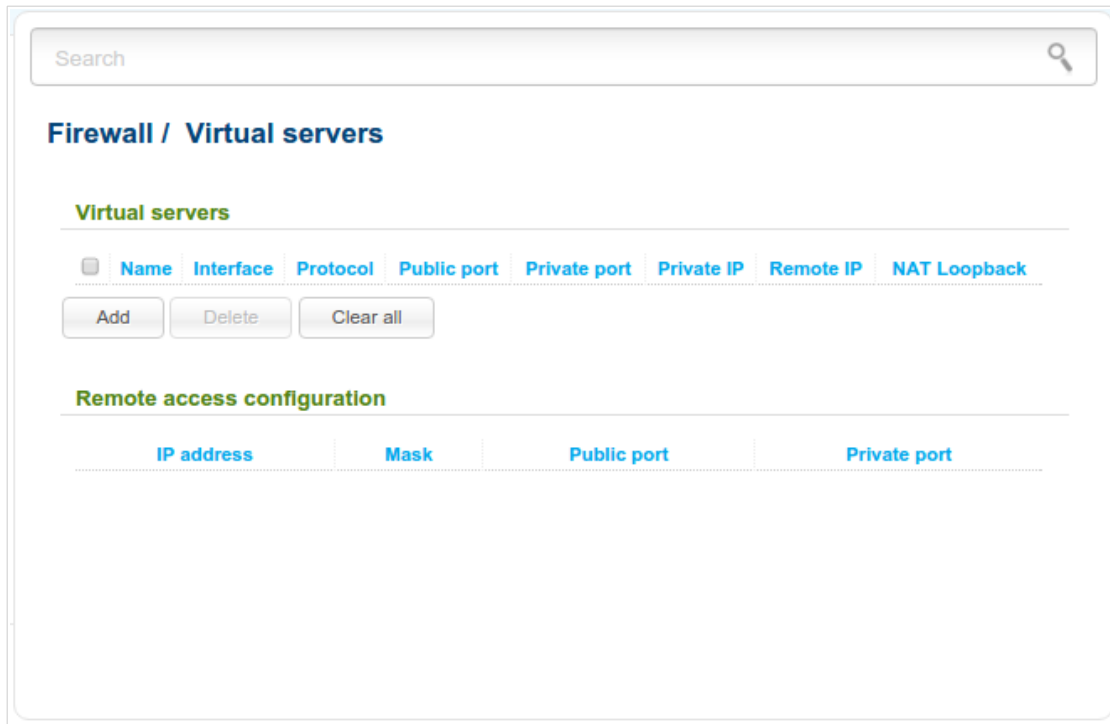 Search
Firewall / Virtual servers
Virtual servers
Name Interface Protocol Public port Private port Private IP Remote IP NAT Loopback
Add Delete Clear all
Remote access configuration
IP address Mask Public port Private port